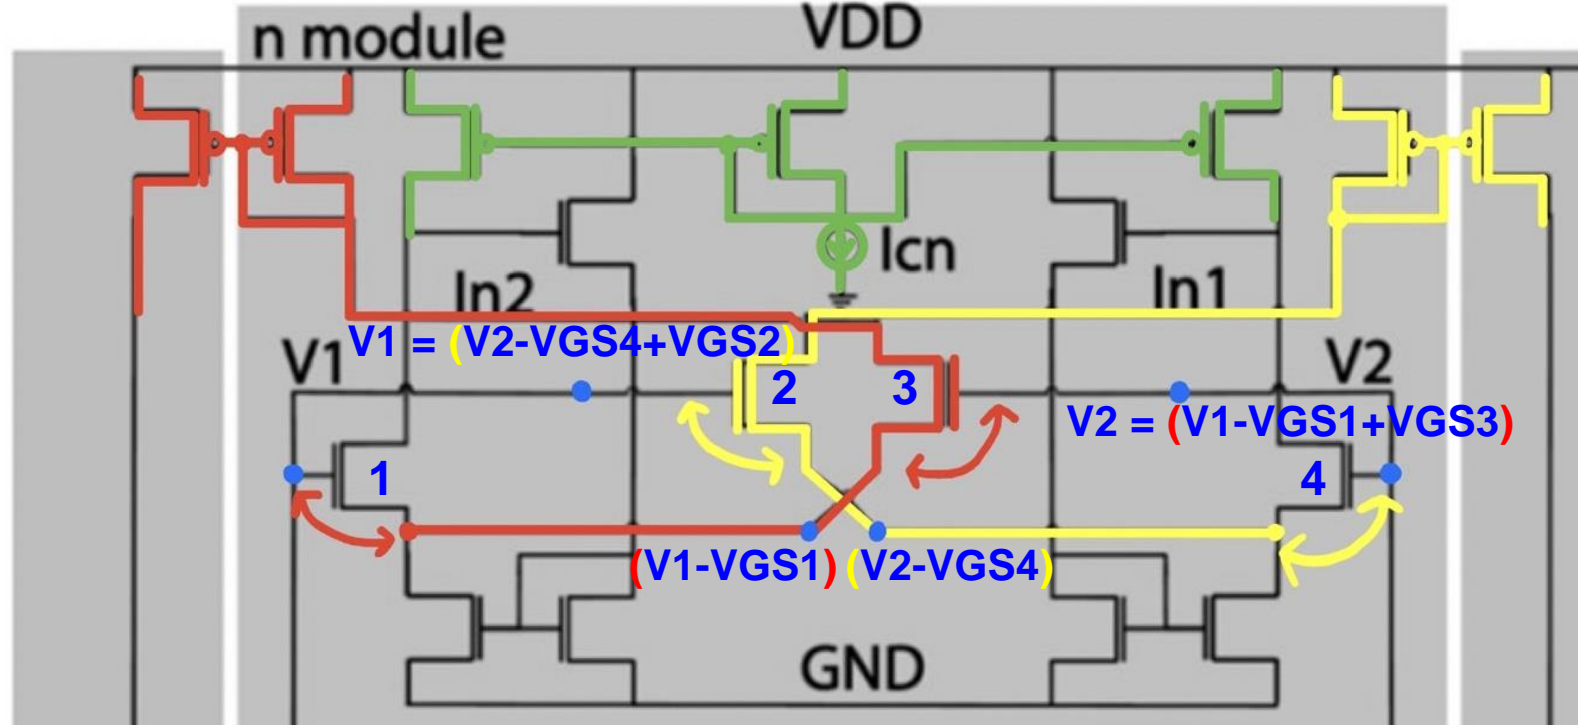 n module
VDD
Icn
In2
In1
V1
V1 = (V2-VGS4+VGS2)
V2
2
3
V2 = (V1-VGS1+VGS3)
1
4
(V1-VGS1)
(V2-VGS4)
GND